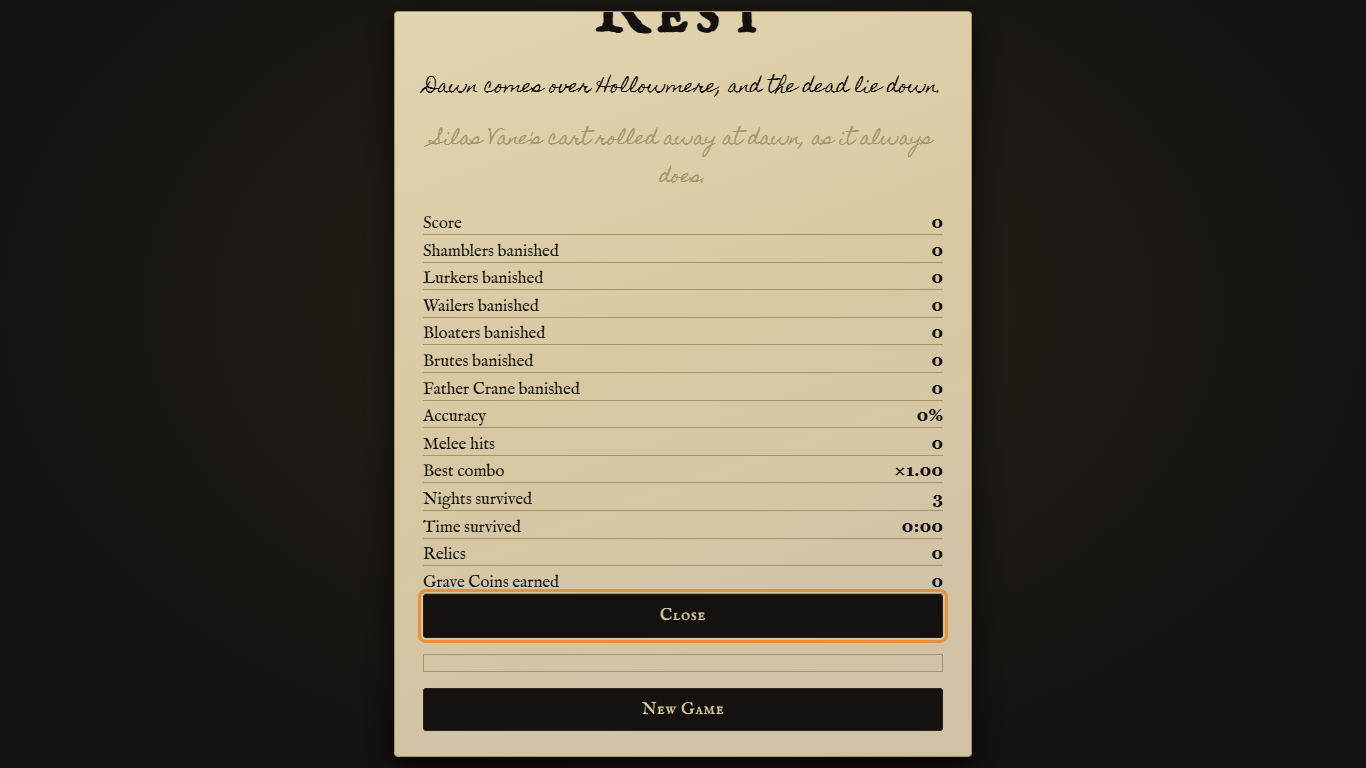 Rest
Dawn comes over Hollowmere, and the dead lie down.
Silas Vane's cart rolled away at dawn, as it always
does.
Score 0
Shamblers banished 0
Lurkers banished 0
Wailers banished 0
Bloaters banished 0
Brutes banished 0
Father Crane banished 0
Accuracy 0%
Melee hits 0
Best combo ×1.00
Nights survived 3
Time survived 0:00
Relics 0
Grave Coins earned 0
Close
New Game